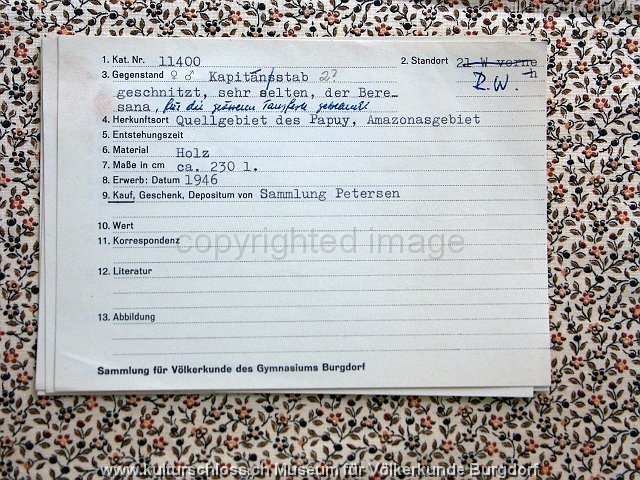 1. Kat. Nr. 11400 2. Standort 21 W vorne
3. Gegenstand ♀ ♂ Kapitänsstab 2? R.W. h
geschnitzt, sehr selten, der Bere_
sana, für die grossen Tanzfeste gebraucht
4. Herkunftsort Quellgebiet des Papuy, Amazonasgebiet
5. Entstehungszeit
6. Material Holz
7. Maße in cm ca. 230 l.
8. Erwerb: Datum 1946
9. Kauf, Geschenk, Depositum von Sammlung Petersen
10. Wert
11. Korrespondenz
copyrighted image
12. Literatur
13. Abbildung
Sammlung für Völkerkunde des Gymnasiums Burgdorf
www.kulturschloss.ch Museum für Völkerkunde Burgdorf